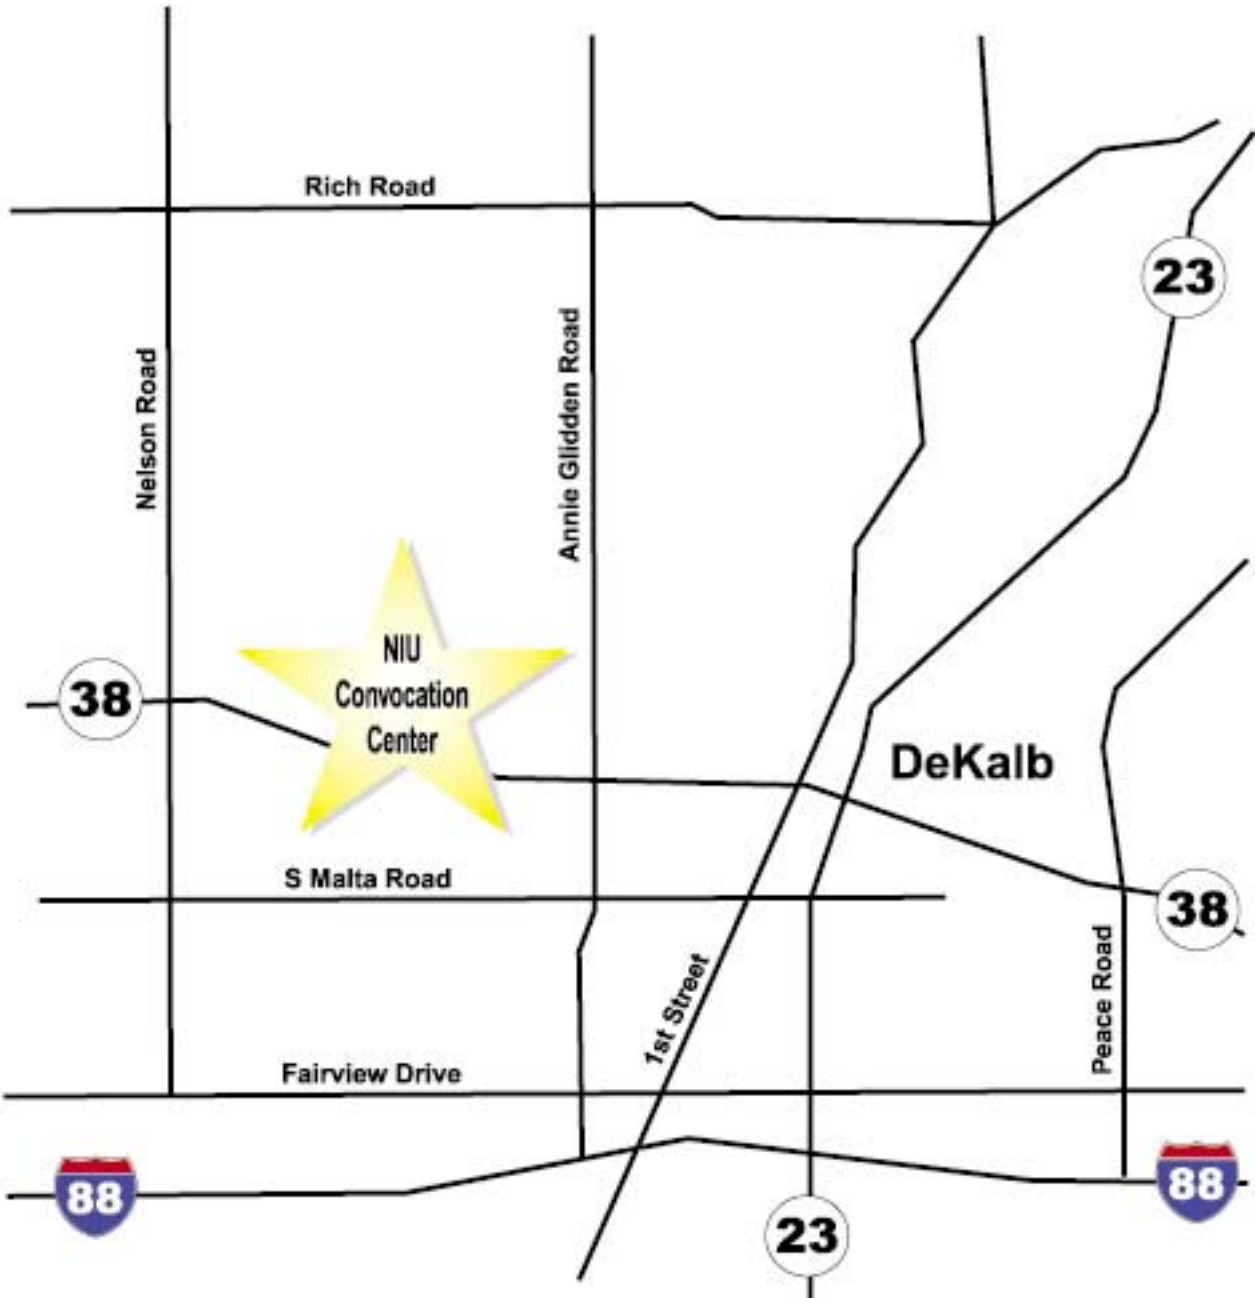 Rich Road
23
Annie Glidden Road
Nelson Road
NIU
Convocation
Center
38
DeKalb
S Malta Road
38
1st Street
Peace Road
Fairview Drive
88
88
23